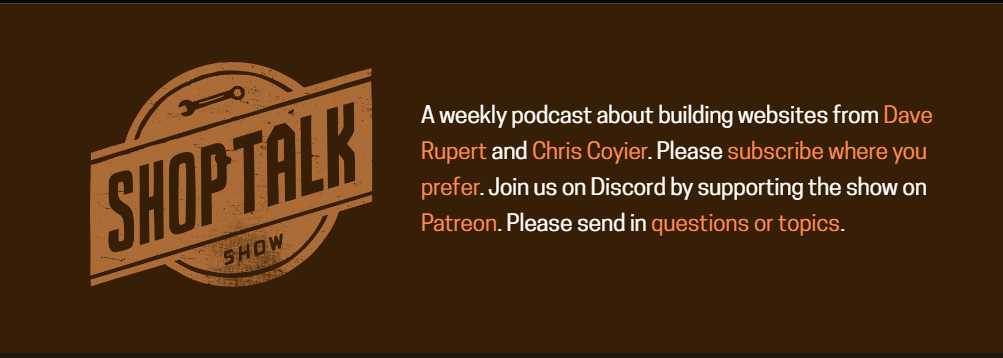 SHOPTALK
SHOW
A weekly podcast about building websites from Dave
Rupert and Chris Coyier. Please subscribe where you
prefer. Join us on Discord by supporting the show on
Patreon. Please send in questions or topics.